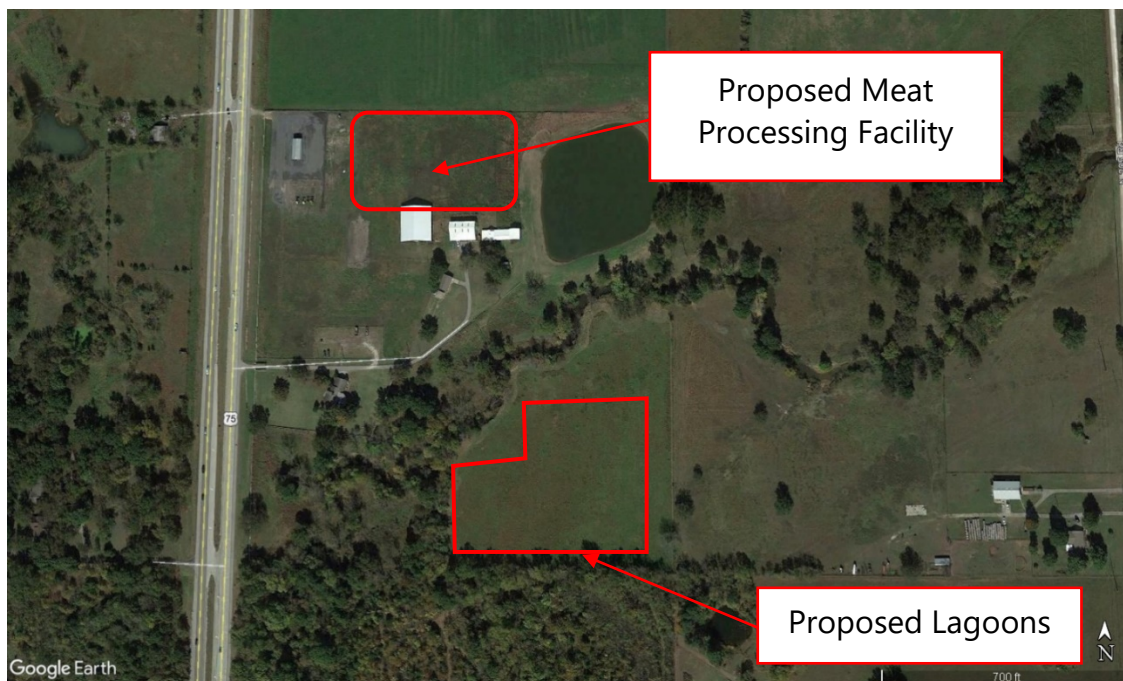 Proposed Meat
Processing Facility
75
Proposed Lagoons
N
Google Earth
700 ft